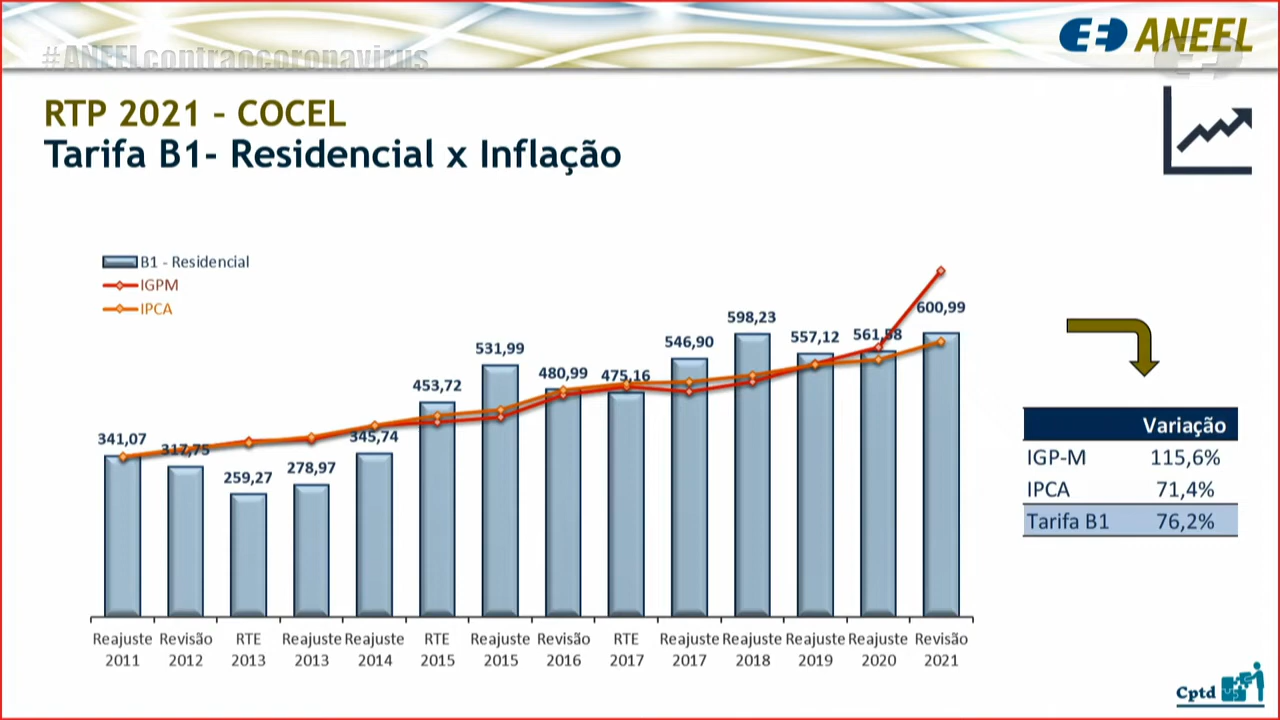 #ANEELcontraocoronavirus
ANEEL
RTP 2021 – COCEL
Tarifa B1- Residencial x Inflação
B1 - Residencial
IGPM
IPCA
341,07
317,75
259,27
278,97
345,74
453,72
531,99
480,99
475,16
546,90
598,23
557,12
561,58
600,99
Reajuste 2011
Revisão 2012
RTE 2013
Reajuste 2013
Reajuste 2014
RTE 2015
Reajuste 2015
Revisão 2016
RTE 2017
Reajuste 2017
Reajuste 2018
Reajuste 2019
Reajuste 2020
Revisão 2021
Variação
IGP-M 115,6%
IPCA 71,4%
Tarifa B1 76,2%
Cptd